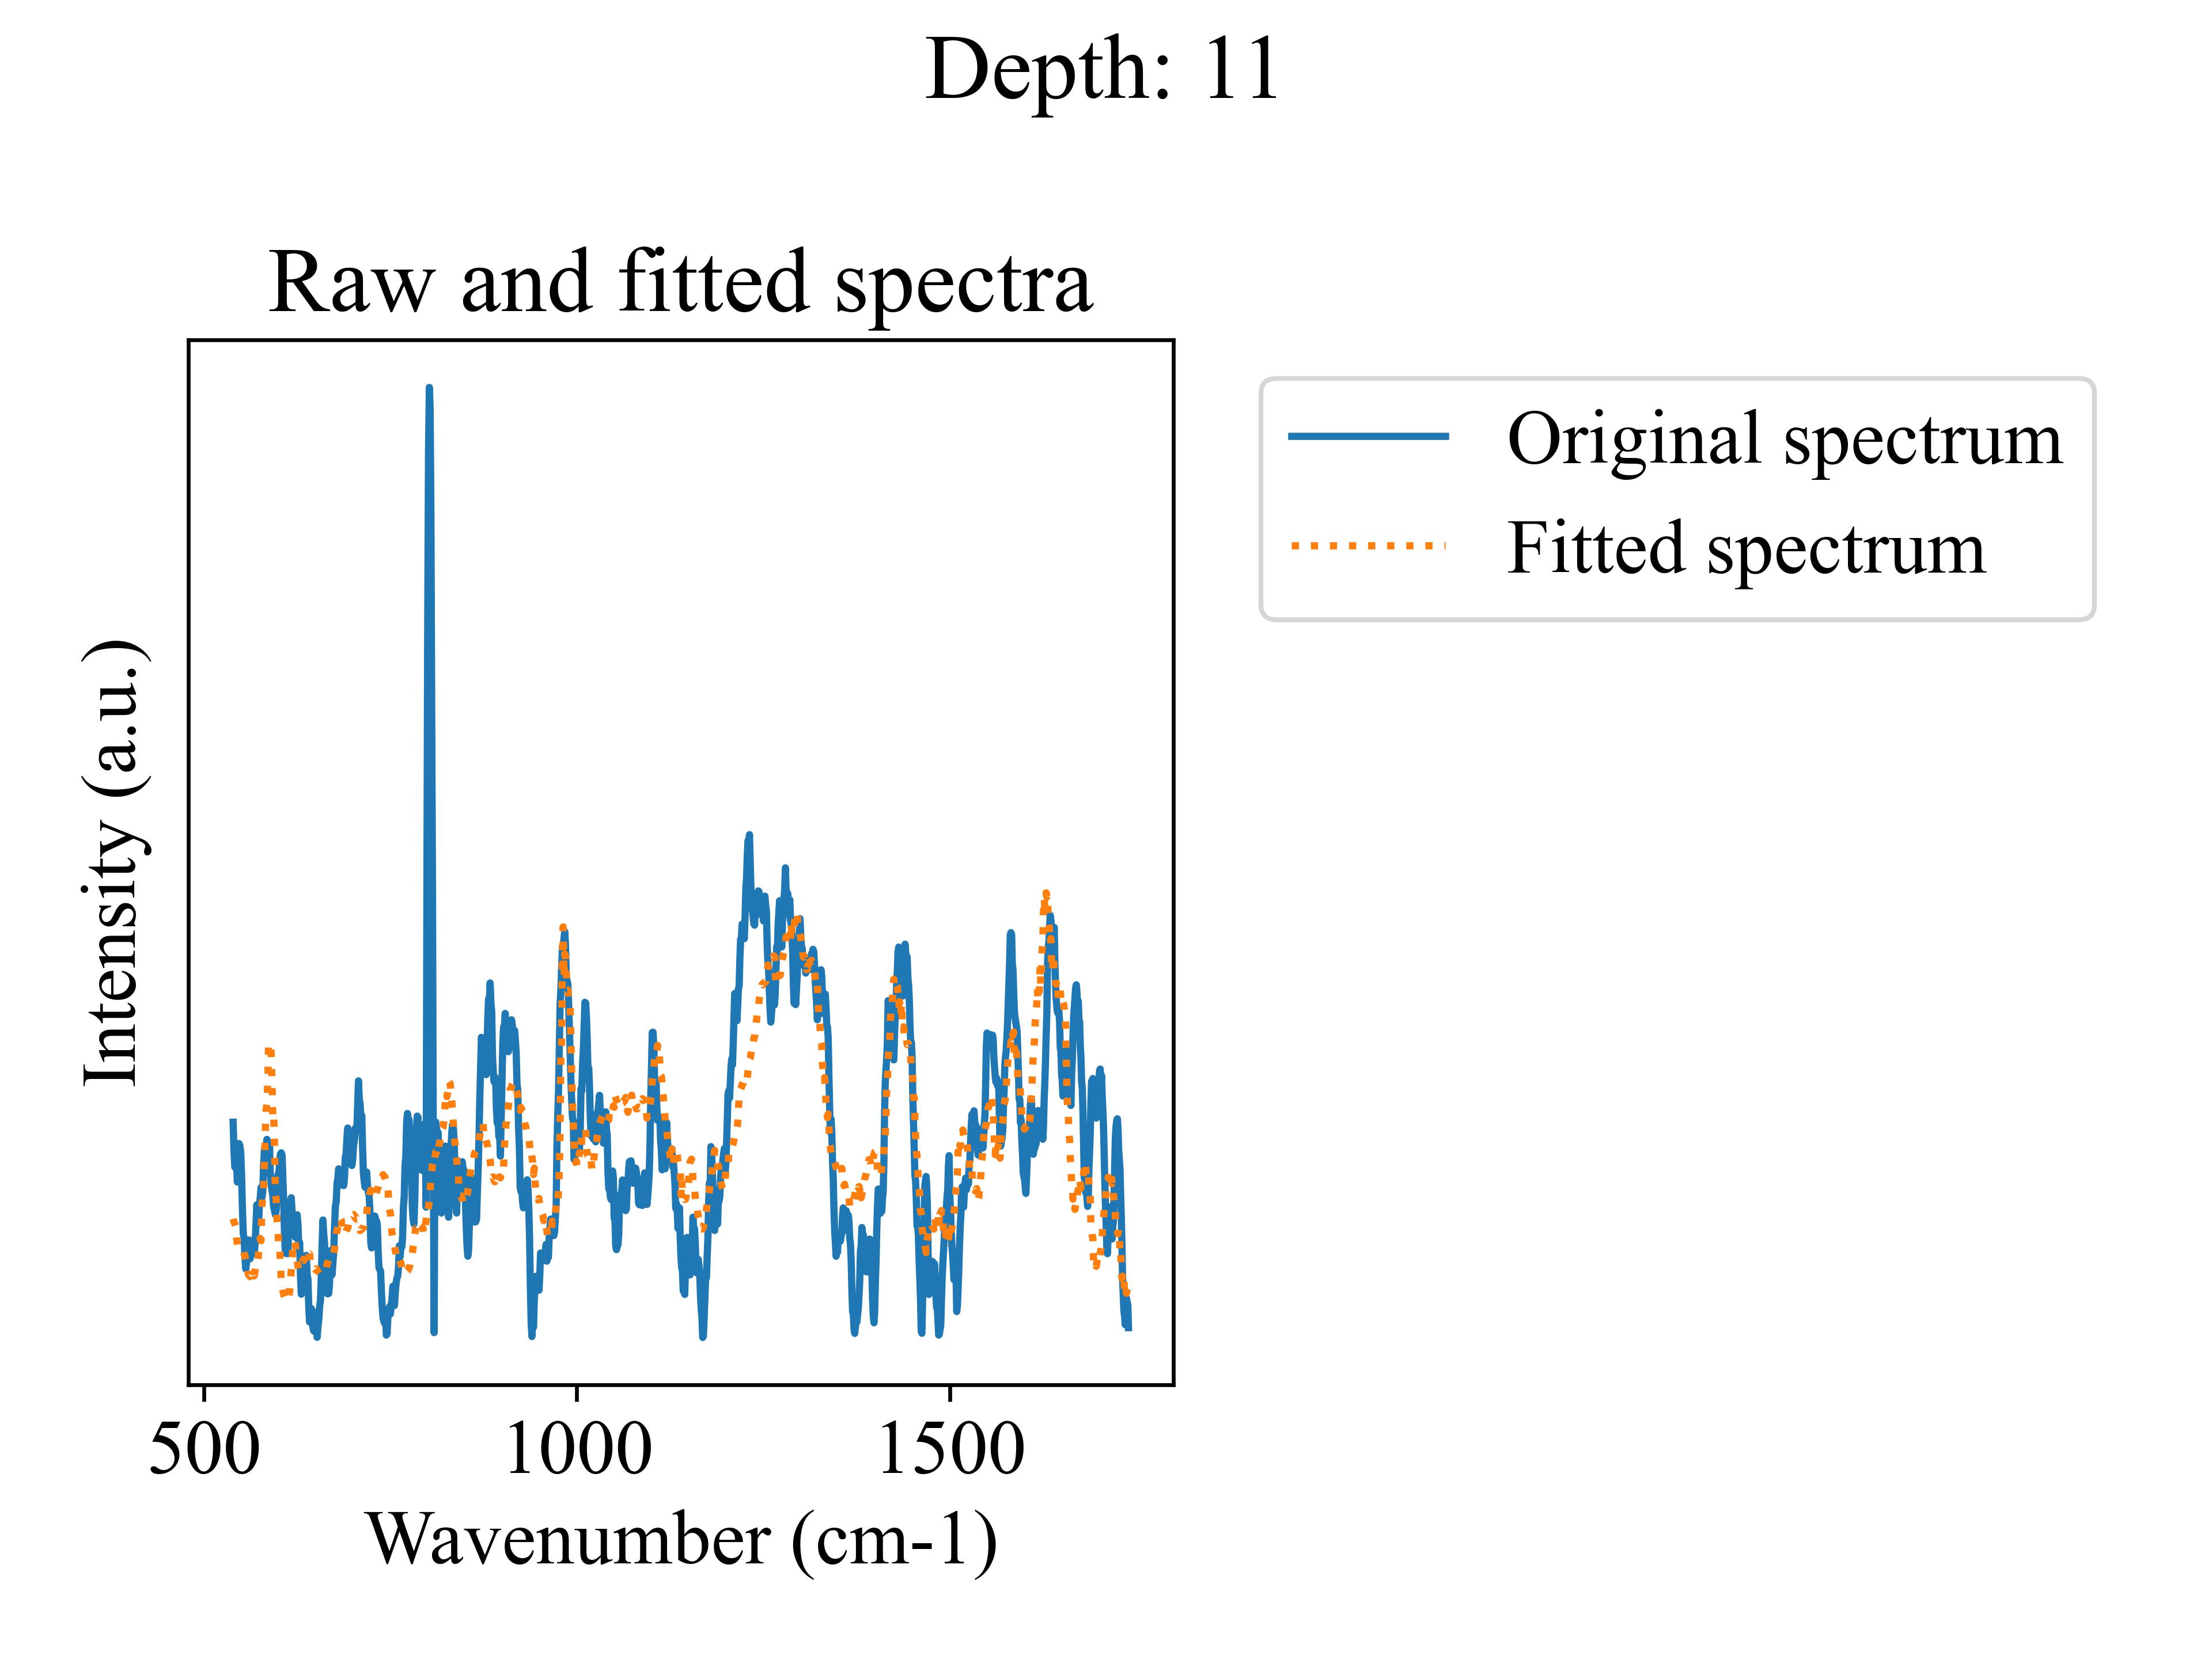 Depth: 11
Raw and fitted spectra
Original spectrum
Fitted spectrum
Intensity (a.u.)
500 1000 1500
Wavenumber (cm-1)